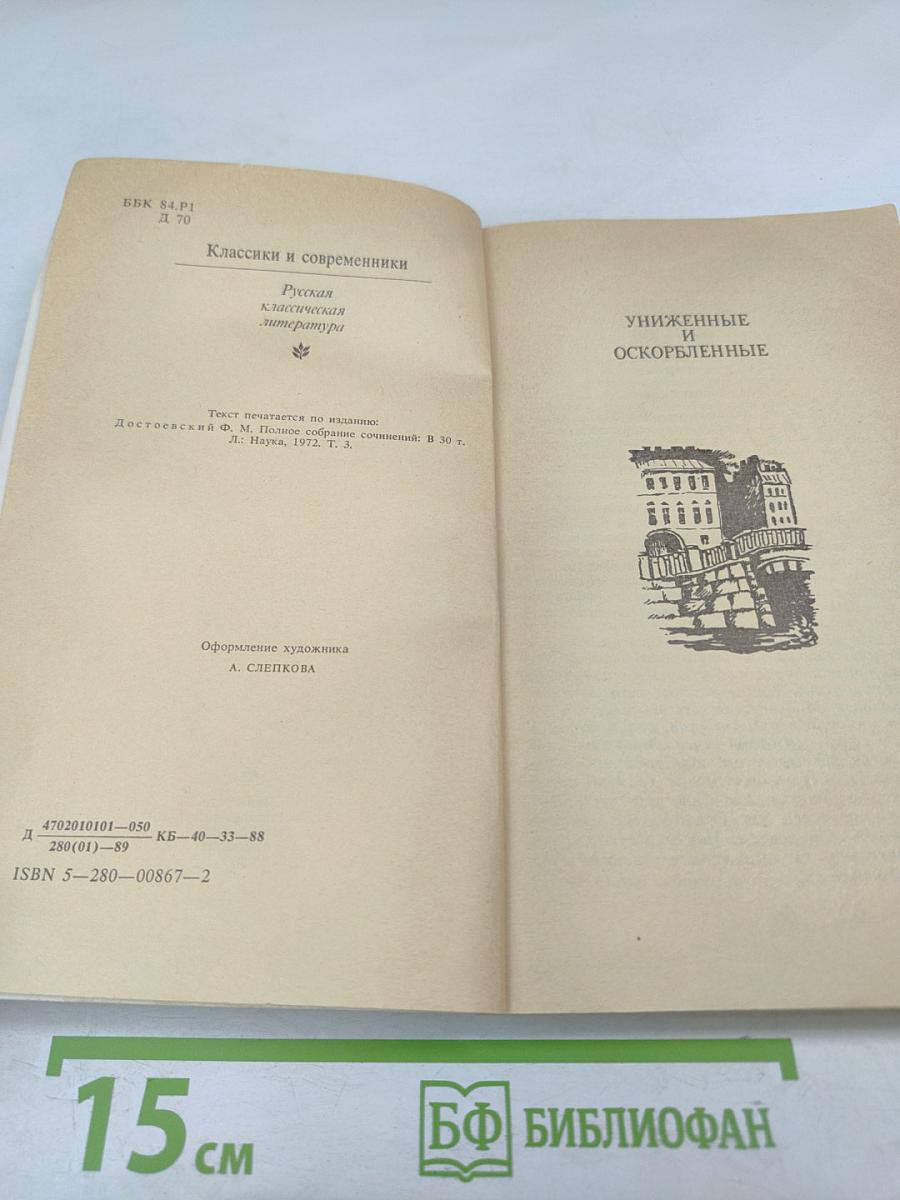 ББК 84.Р1
Д 70
Классики и современники
Русская
классическая
литература
Текст печатается по изданию:
Достоевский Ф. М. Полное собрание сочинений: В 30 т.
Л.: Наука, 1972. Т. 3.
Оформление художника
А. СЛЕПКОВА
Д 4702010101—050 КБ—40—33—88
280(01)—89
ISBN 5—280—00867—2
УНИЖЕННЫЕ
И
ОСКОРБЛЕННЫЕ
15 см
БФ БИБЛИОФАН